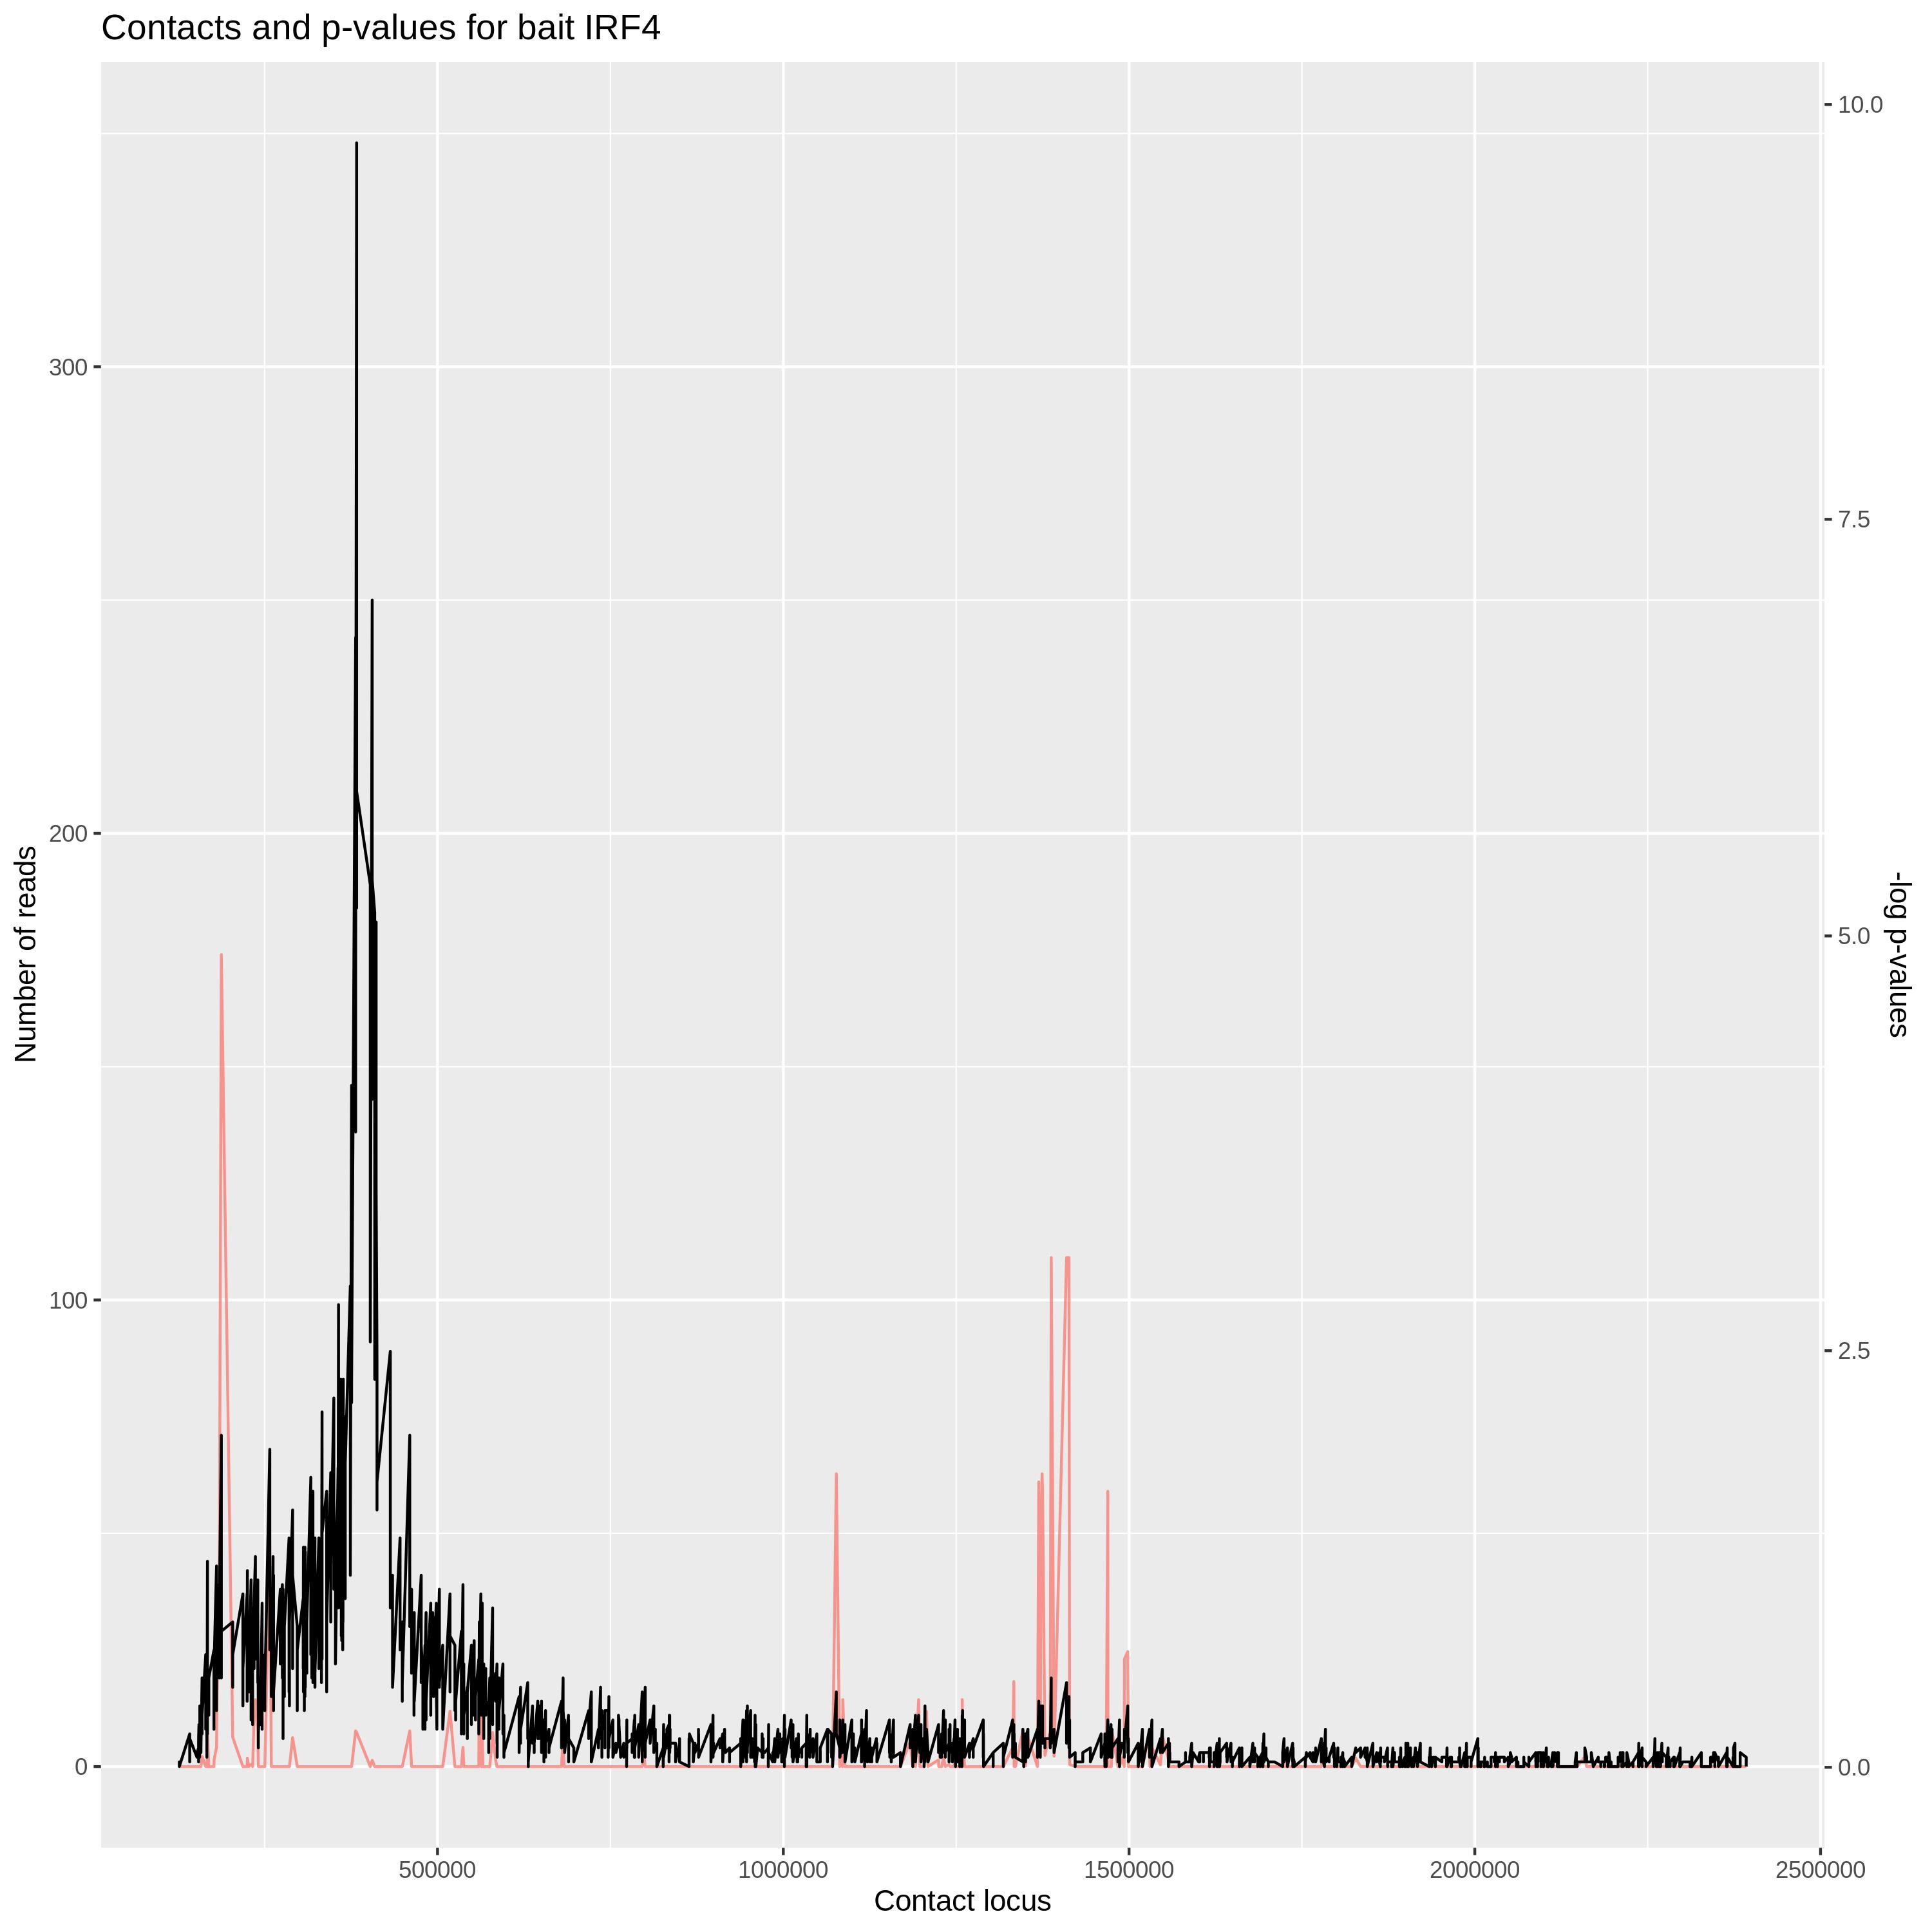 Contacts and p-values for bait IRF4
10.0
300
7.5
200
Number of reads
5.0
-log p-values
100
2.5
0
0.0
500000 1000000 1500000 2000000 2500000
Contact locus